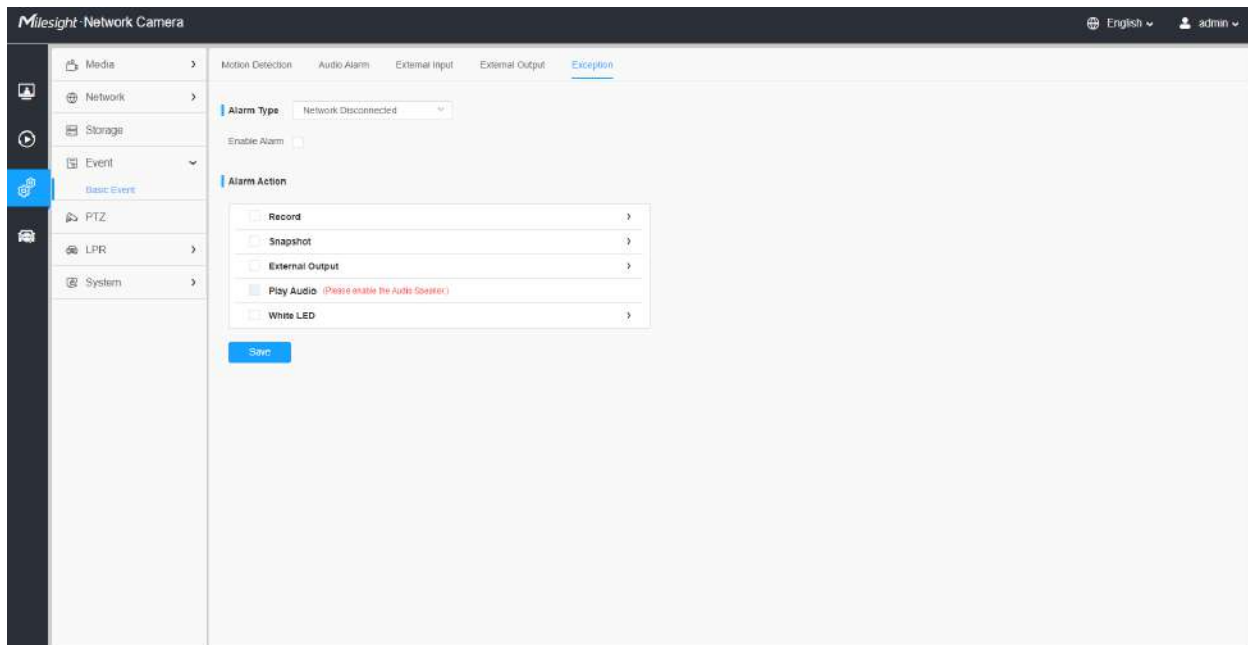 Milesight Network Camera
English
admin
Media
Network
Storage
Event
Basic Event
PTZ
LPR
System
Motion Detection
Audio Alarm
External Input
External Output
Exception
Alarm Type
Network Disconnected
Enable Alarm
Alarm Action
Record
Snapshot
External Output
Play Audio (Please enable the Audio Speaker.)
White LED
Save